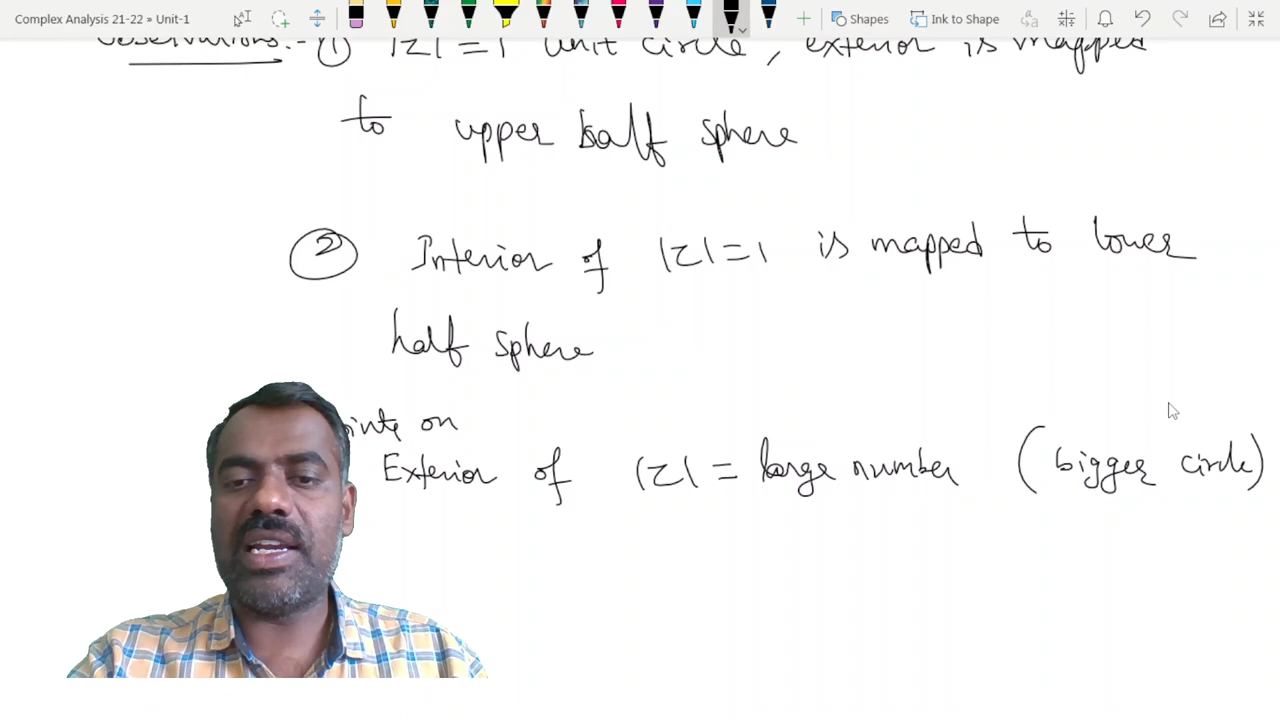 Complex Analysis 21-22 » Unit-1
Shapes
Ink to Shape
Observations:- (1) |z| = 1 unit circle, exterior is mapped
to upper half sphere
(2) Interior of |z| = 1 is mapped to lower
half sphere
on
Exterior of |z| = large number (bigger circle)